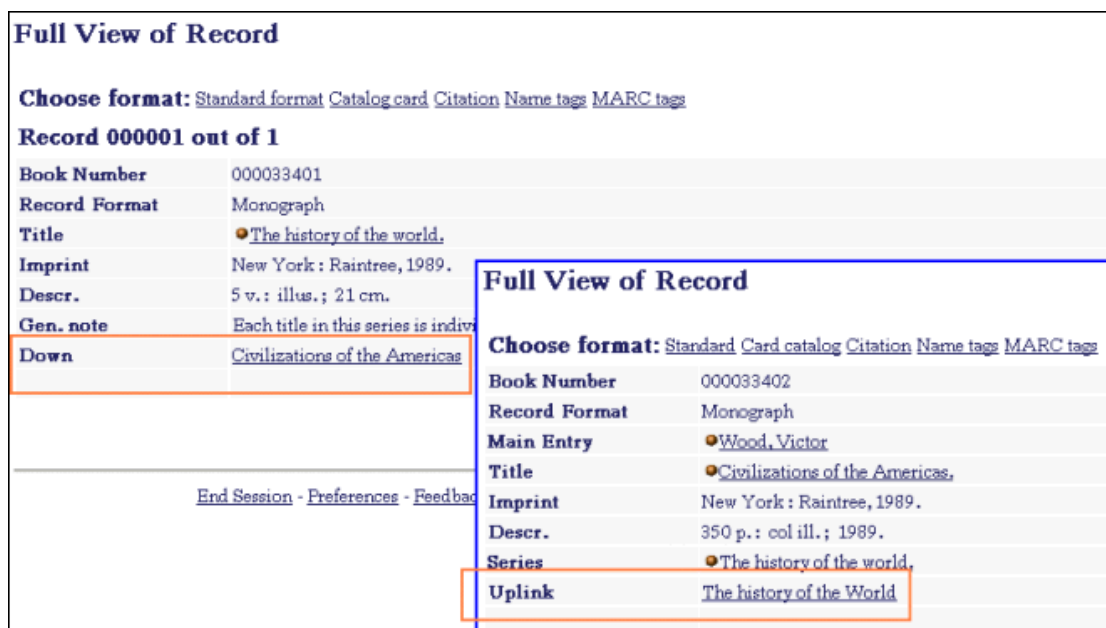 Full View of Record
Choose format: Standard format Catalog card Citation Name tags MARC tags
Record 000001 out of 1
Book Number 000033401
Record Format Monograph
Title The history of the world.
Imprint New York : Raintree, 1989.
Descr. 5 v. : illus. ; 21 cm.
Gen. note Each title in this series is
Down Civilizations of the Americas
End Session - Preferences -
Full View of Record
Choose format: Standard Card catalog Citation Name tags MARC tags
Book Number 000033402
Record Format Monograph
Main Entry Wood, Victor
Title Civilizations of the Americas.
Imprint New York : Raintree, 1989.
Descr. 350 p. : col ill. ; 1989.
Series The history of the world.
Uplink The history of the World